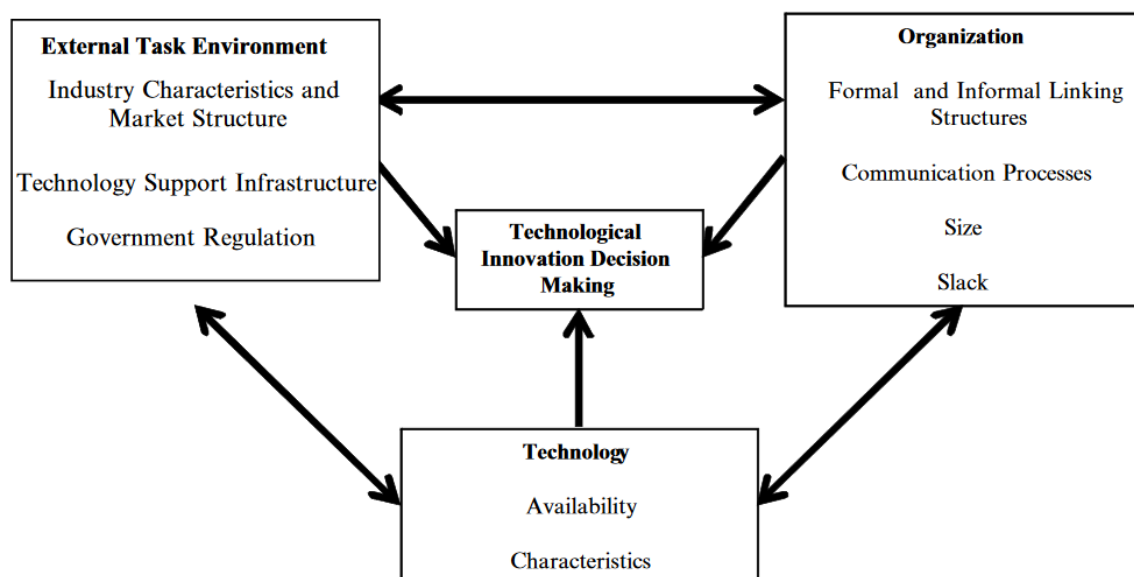 External Task Environment
Industry Characteristics and
Market Structure
Technology Support Infrastructure
Government Regulation
Organization
Formal and Informal Linking
Structures
Communication Processes
Size
Slack
Technological
Innovation Decision
Making
Technology
Availability
Characteristics